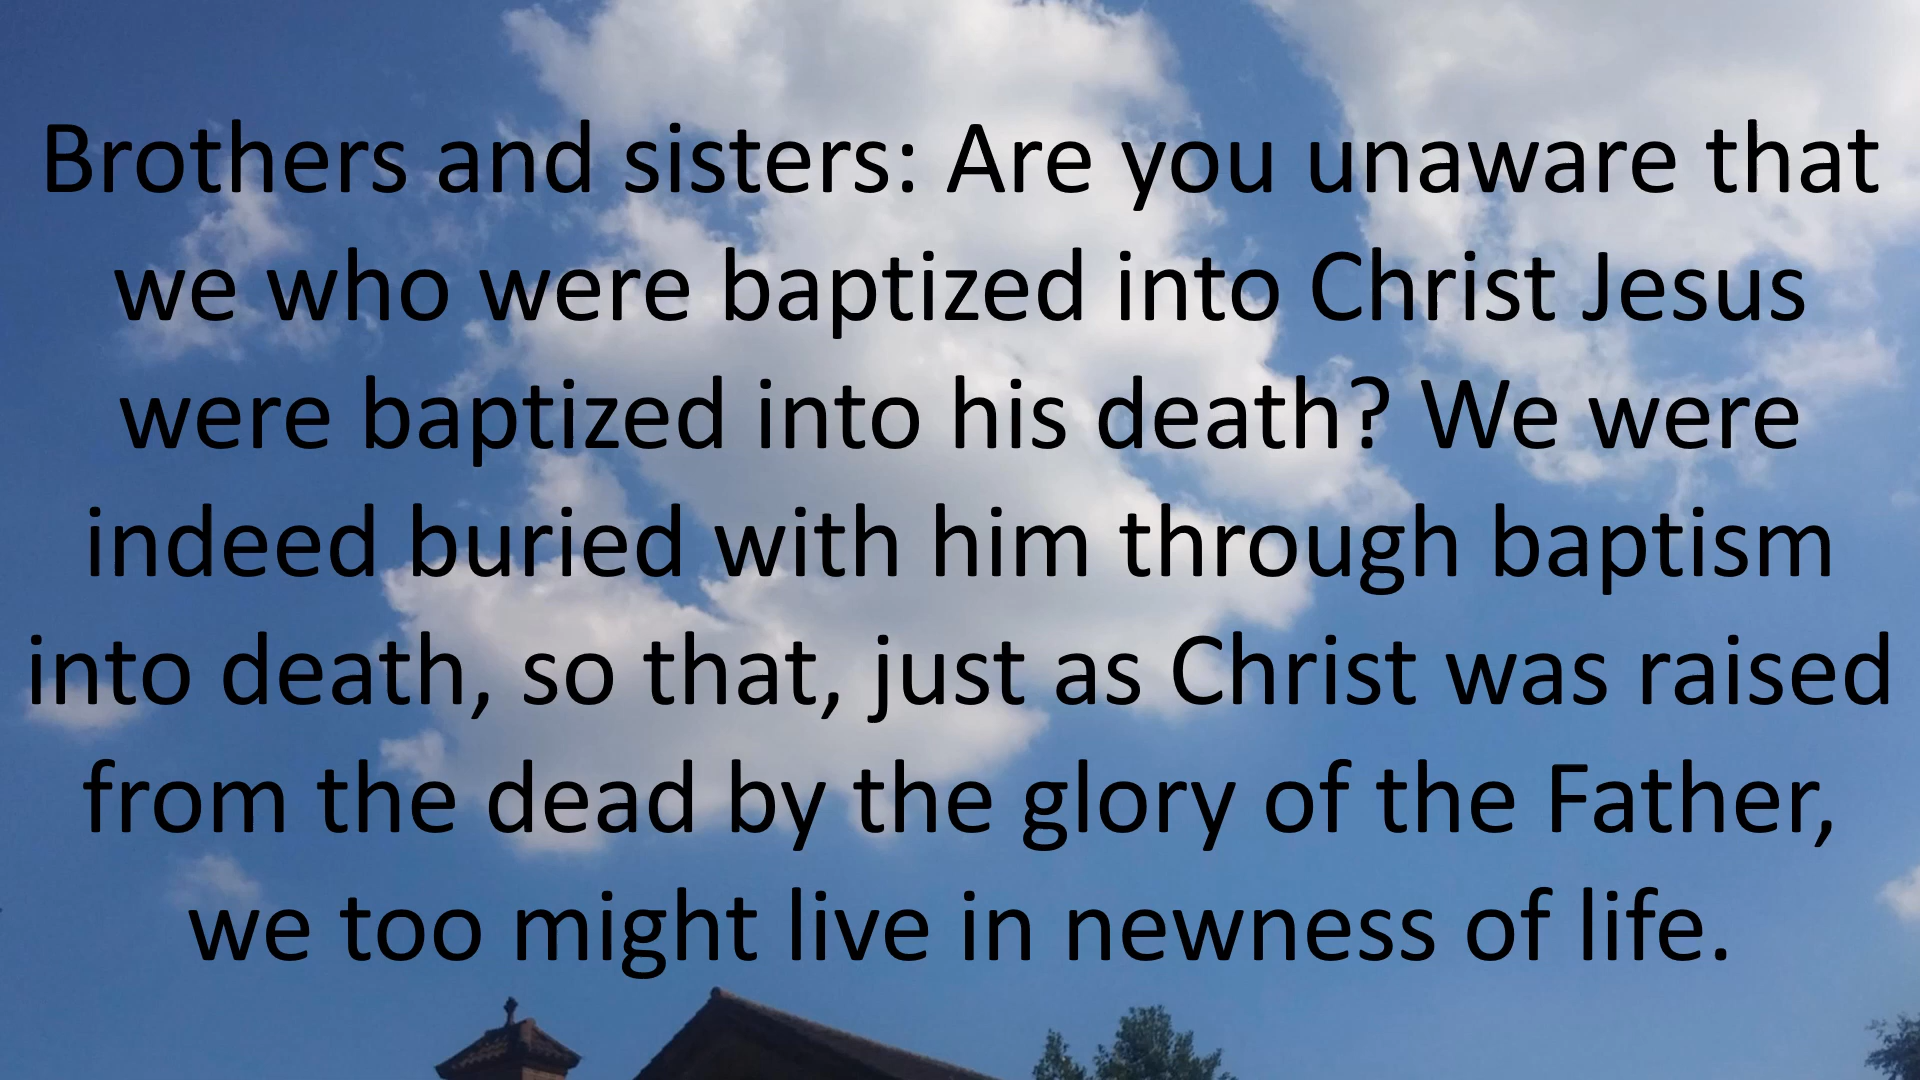 Brothers and sisters: Are you unaware that
we who were baptized into Christ Jesus
were baptized into his death? We were
indeed buried with him through baptism
into death, so that, just as Christ was raised
from the dead by the glory of the Father,
we too might live in newness of life.